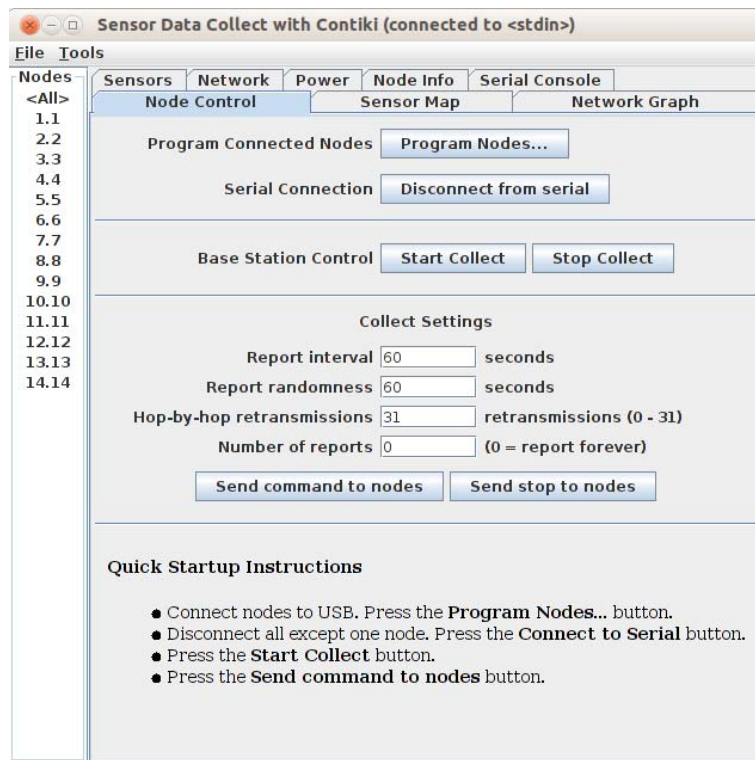 Sensor Data Collect with Contiki (connected to <stdin>)
File Tools
Nodes
<All>
1.1
2.2
3.3
4.4
5.5
6.6
7.7
8.8
9.9
10.10
11.11
12.12
13.13
14.14
Sensors Network Power Node Info Serial Console
Node Control Sensor Map Network Graph
Program Connected Nodes Program Nodes...
Serial Connection Disconnect from serial
Base Station Control Start Collect Stop Collect
Collect Settings
Report interval 60 seconds
Report randomness 60 seconds
Hop-by-hop retransmissions 31 retransmissions (0 - 31)
Number of reports 0 (0 = report forever)
Send command to nodes Send stop to nodes
Quick Startup Instructions
● Connect nodes to USB. Press the Program Nodes... button.
● Disconnect all except one node. Press the Connect to Serial button.
● Press the Start Collect button.
● Press the Send command to nodes button.